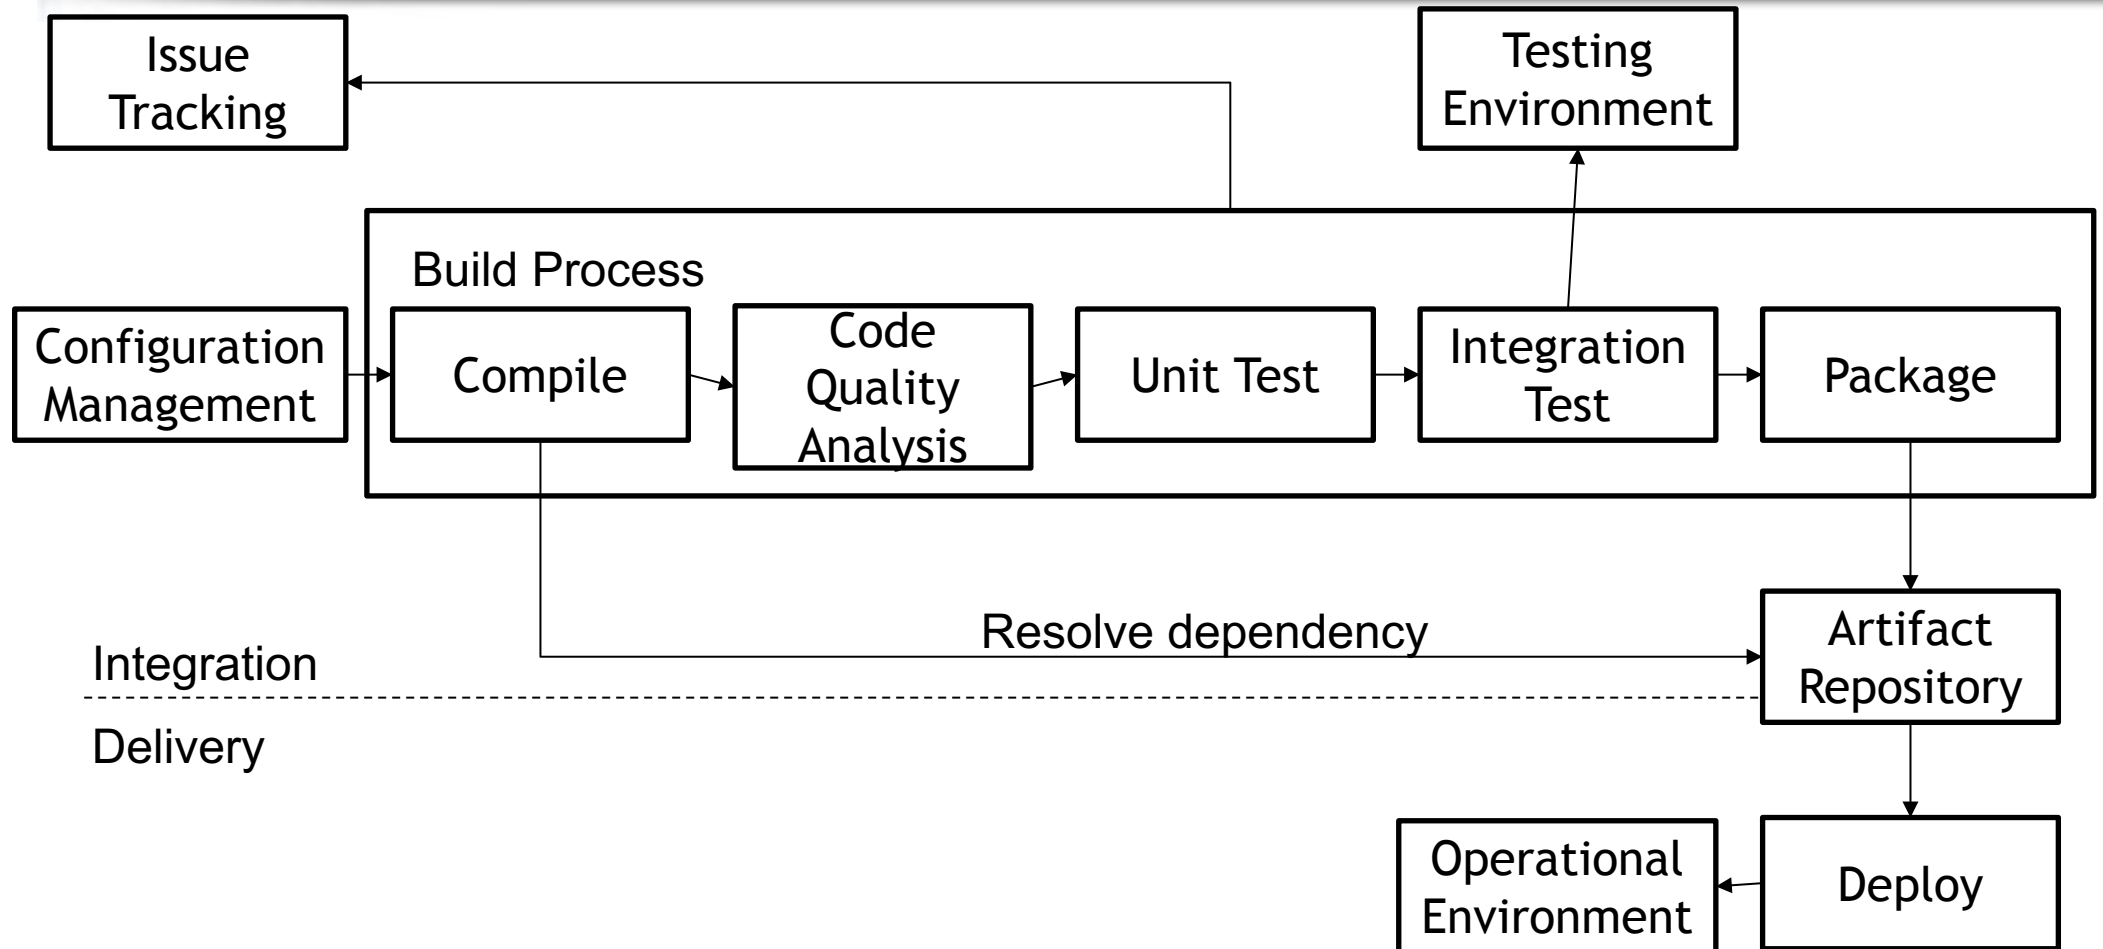 Issue
Tracking
Testing
Environment
Build Process
Configuration
Management
Compile
Code
Quality
Analysis
Unit Test
Integration
Test
Package
Resolve dependency
Artifact
Repository
Integration
Delivery
Operational
Environment
Deploy